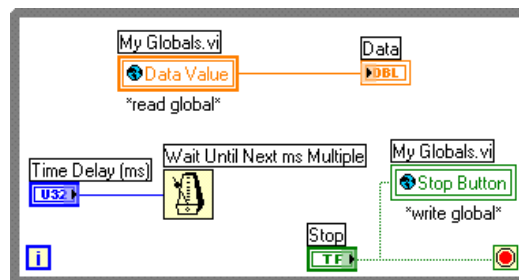 My Globals.vi
Data Value
*read global*
Data
DBL
Time Delay (ms)
U32
Wait Until Next ms Multiple
My Globals.vi
Stop Button
*write global*
Stop
TF
i